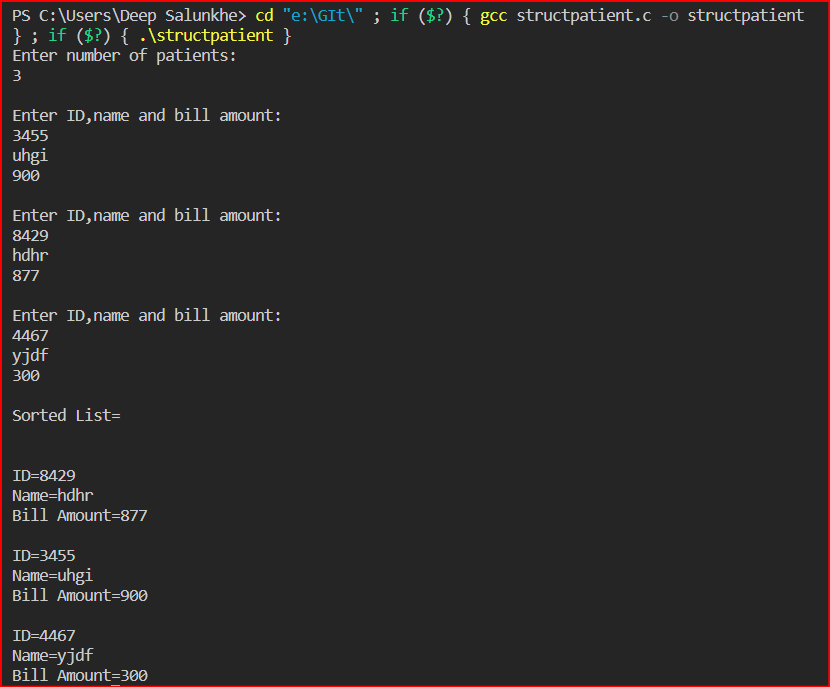 PS C:\Users\Deep Salunkhe> cd "e:\GIt\" ; if ($?) { gcc structpatient.c -o structpatient
} ; if ($?) { .\structpatient }
Enter number of patients:
3
Enter ID,name and bill amount:
3455
uhgi
900
Enter ID,name and bill amount:
8429
hdhr
877
Enter ID,name and bill amount:
4467
yjdf
300
Sorted List=
ID=8429
Name=hdhr
Bill Amount=877
ID=3455
Name=uhgi
Bill Amount=900
ID=4467
Name=yjdf
Bill Amount=300